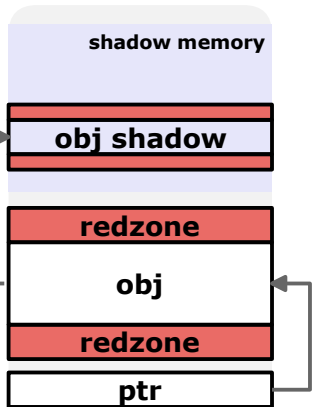 shadow memory
obj shadow
redzone
obj
redzone
ptr